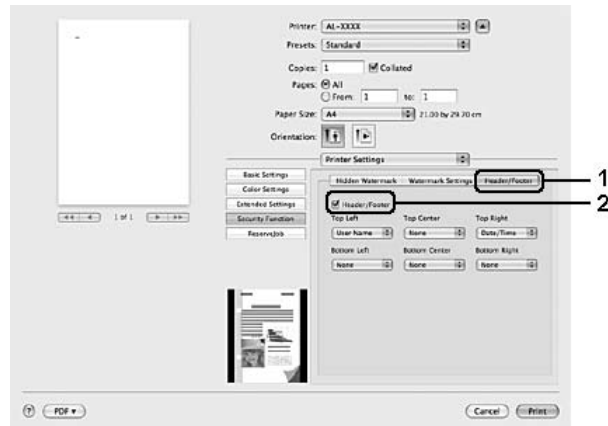 Printer: AL-XXXX
Presets: Standard
Copies: 1 Collated
Pages: All
From: 1 to: 1
Paper Size: A4 21.00 by 29.70 cm
Orientation:
Printer Settings
Basic Settings
Color Settings
Extended Settings
Security Function
ReserveJob
Hidden Watermark Watermark Settings Header/Footer 1
Header/Footer 2
Top Left Top Center Top Right
User Name None Date/Time
Bottom Left Bottom Center Bottom Right
None None None
1 of 1
? PDF Cancel Print